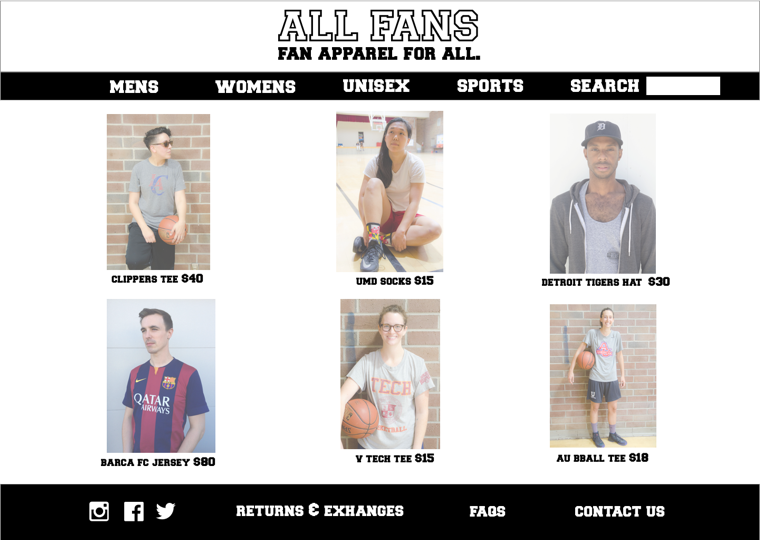 ALL FANS
FAN APPAREL FOR ALL.
MENS WOMENS UNISEX SPORTS SEARCH
C
D
CLIPPERS TEE $40
UMD SOCKS $15
DETROIT TIGERS HAT $30
QATAR
AIRWAYS
TECH
BARCA FC JERSEY $80
V TECH TEE $15
AU BBALL TEE $18
RETURNS & EXHANGES FAQS CONTACT US